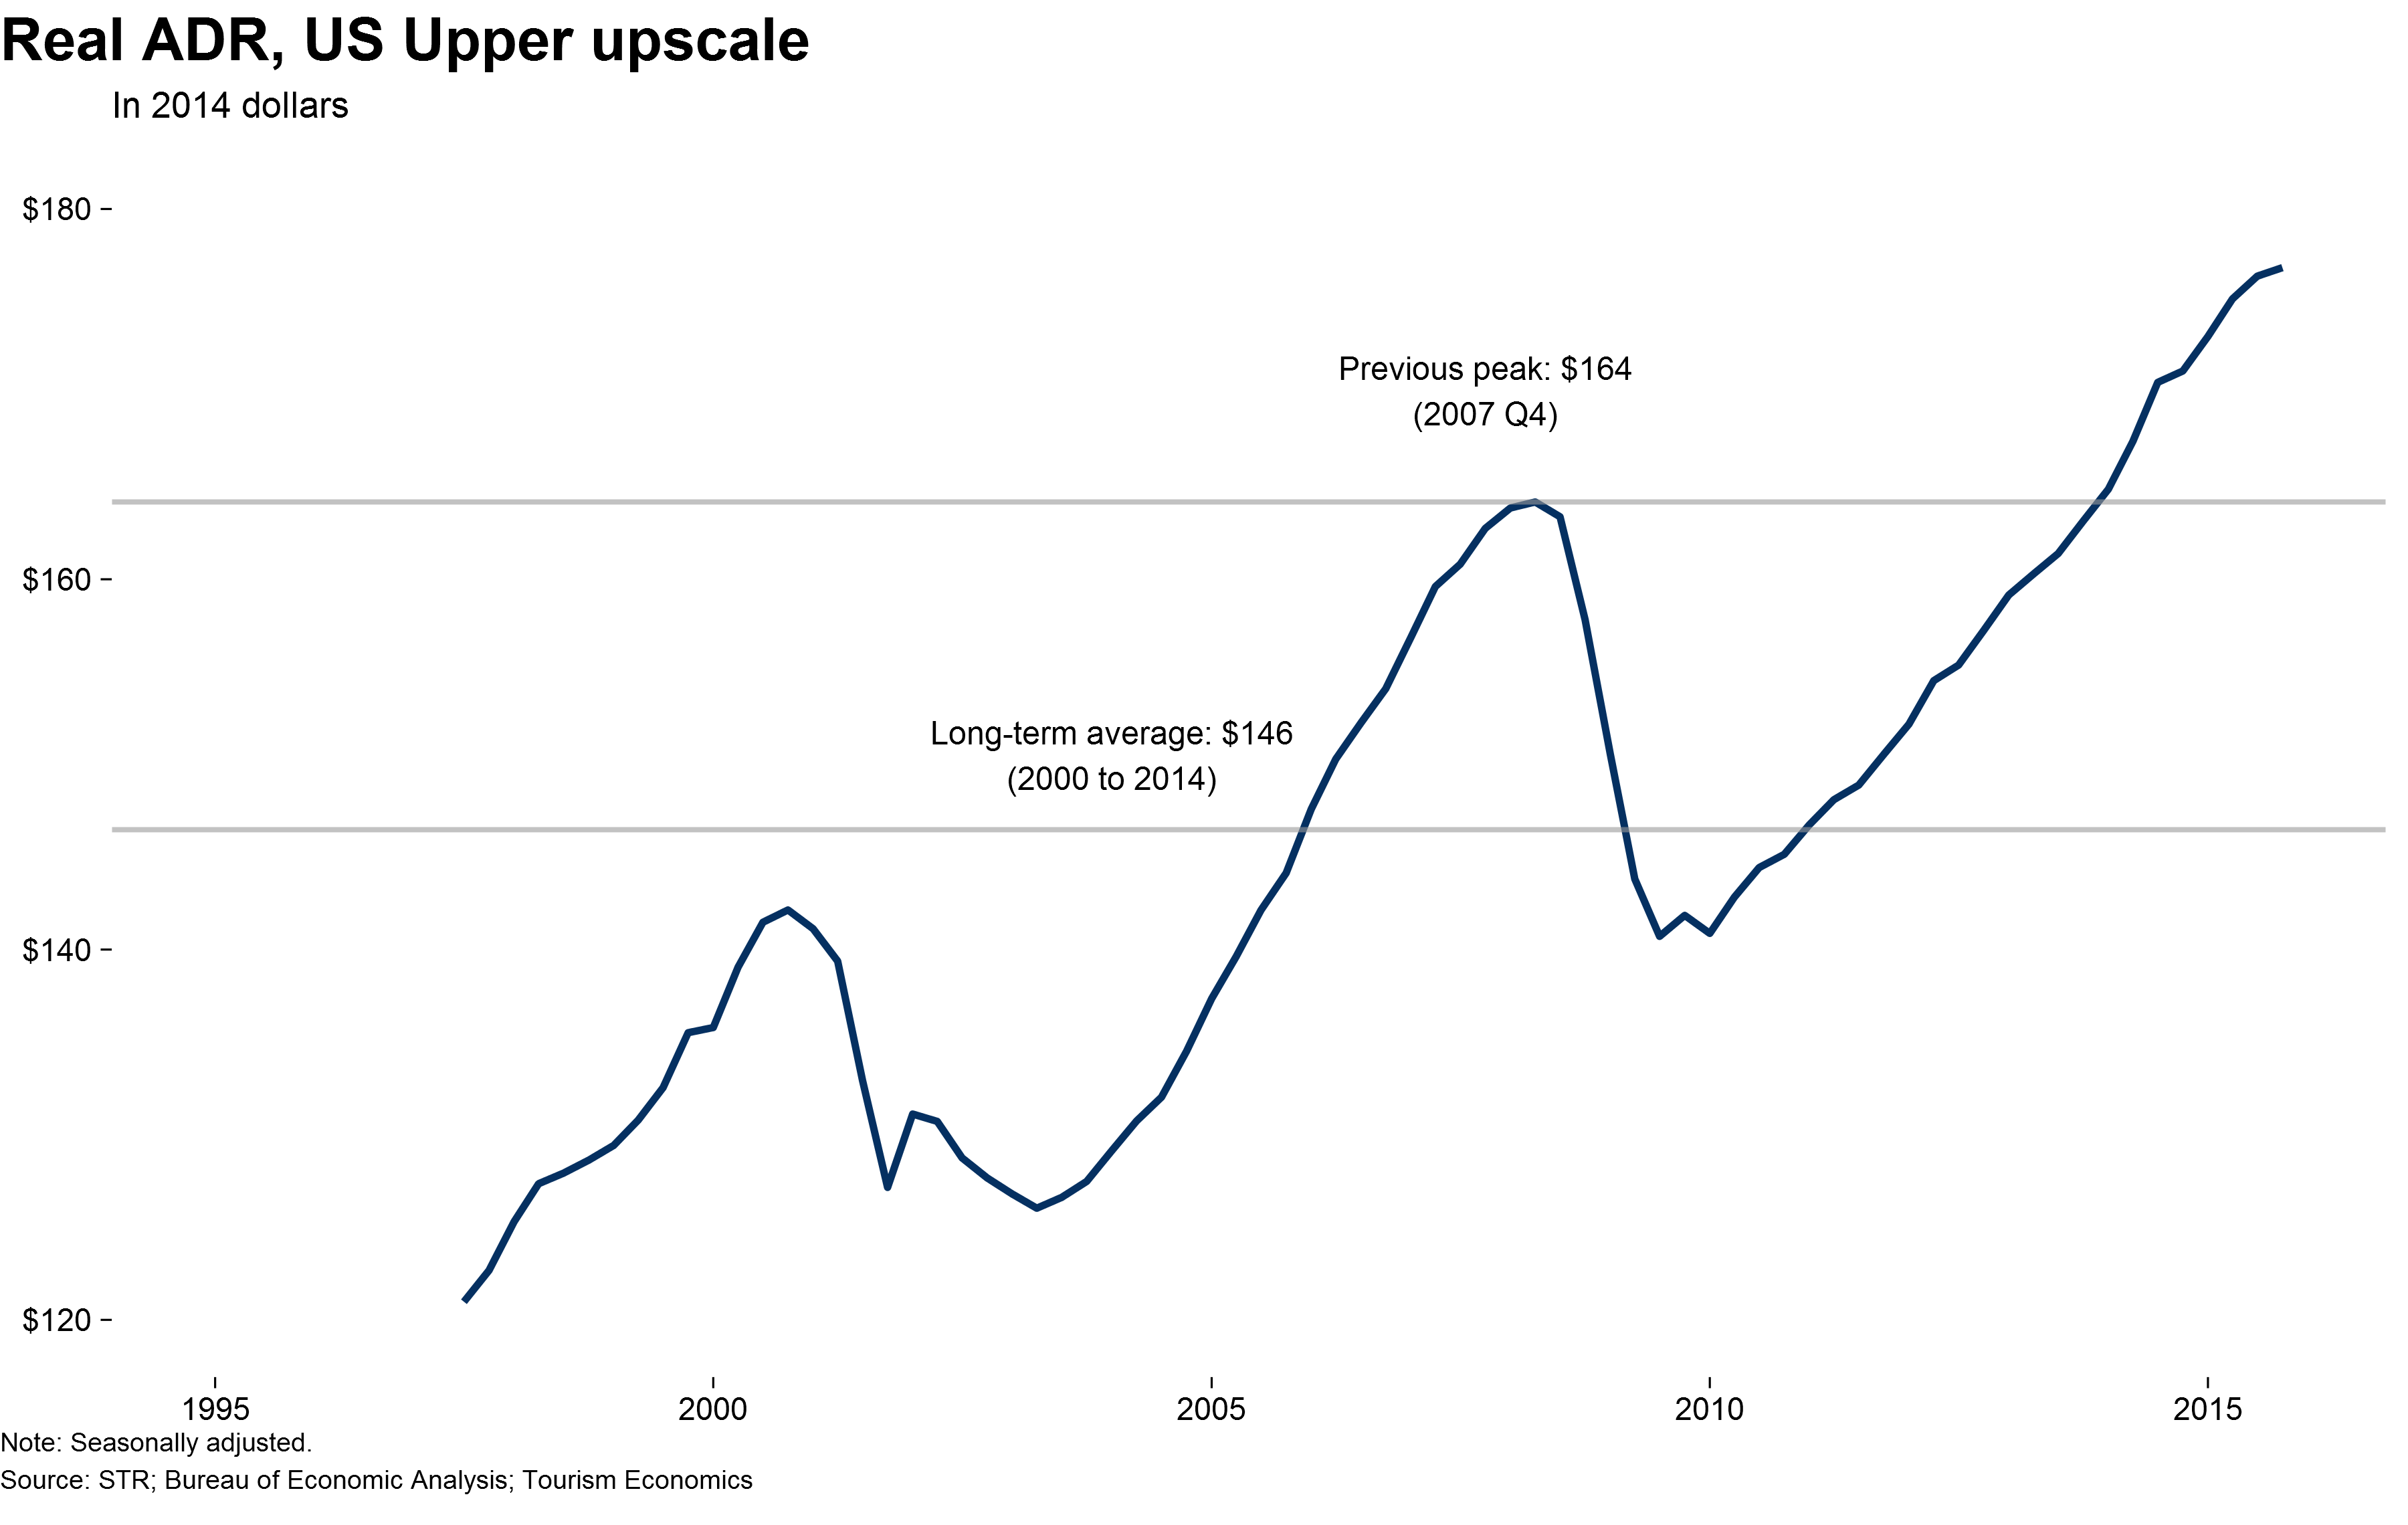 Real ADR, US Upper upscale
In 2014 dollars
$180
Previous peak: $164
(2007 Q4)
$160
Long-term average: $146
(2000 to 2014)
$140
$120
1995 2000 2005 2010 2015
Note: Seasonally adjusted.
Source: STR; Bureau of Economic Analysis; Tourism Economics